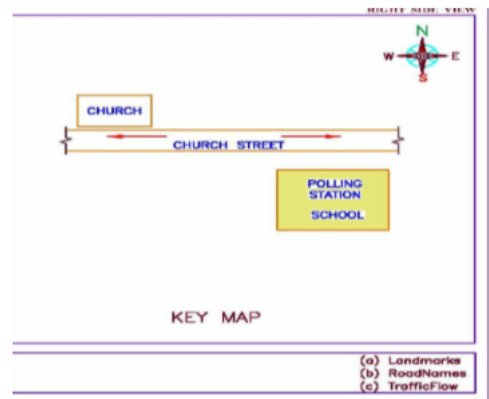 RIGHT SIDE VIEW
N
W E
S
CHURCH
CHURCH STREET
POLLING
STATION
SCHOOL
KEY MAP
(a) Landmarks
(b) RoadNames
(c) TrafficFlow